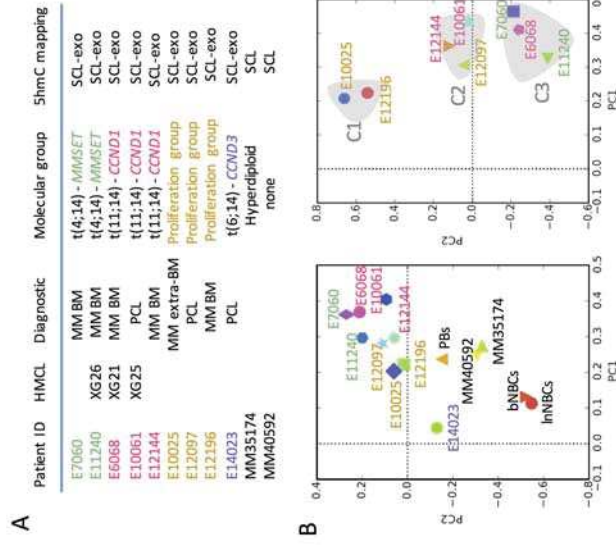 A
Patient ID HMCL Diagnostic Molecular group 5hmC mapping
E7060 MM BM t(4;14) - MMSET SCL-exo
E11240 XG26 MM BM t(4;14) - MMSET SCL-exo
E6068 XG21 MM BM t(11;14) - CCND1 SCL-exo
E10061 XG25 PCL t(11;14) - CCND1 SCL-exo
E12144 MM BM t(11;14) - CCND1 SCL-exo
E10025 MM extra-BM Proliferation group SCL-exo
E12097 PCL Proliferation group SCL-exo
E12196 MM BM Proliferation group SCL-exo
E14023 PCL t(6;14) - CCND3 SCL-exo
MM35174 Hyperdiploid SCL
MM40592 none SCL
B
0.4
0.2
0.0
−0.2
−0.4
−0.6
−0.8
PC2
E7060
E6068
E11240
E10061
E12097
E12144
E10025
E12196
E14023
PBs
MM40592
MM35174
bNBCs
lnNBCs
−0.1 0.0 0.1 0.2 0.3 0.4 0.5
PC1
0.8
0.6
0.4
0.2
0.0
−0.2
−0.4
−0.6
PC2
C1
E10025
E12196
C2
E12144
E10061
E12097
C3
E7060
E6068
E11240
−0.1 0.0 0.1 0.2 0.3 0.4 0.5
PC1